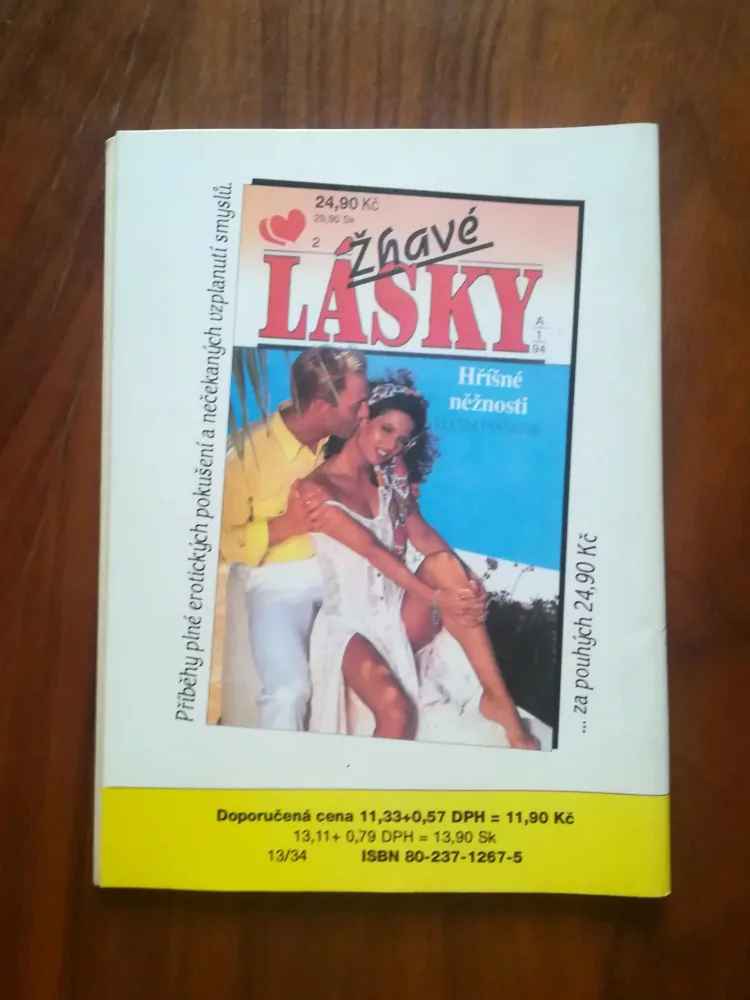 Příběhy plné erotických pokušení a nečekaných vzplanutí smyslů.
24,90 Kč
29,90 Sk
2
žhavé
LÁSKY
A
1
94
Hříšné
něžnosti
... za pouhých 24,90 Kč
Doporučená cena 11,33+0,57 DPH = 11,90 Kč
13,11+ 0,79 DPH = 13,90 Sk
13/34 ISBN 80-237-1267-5